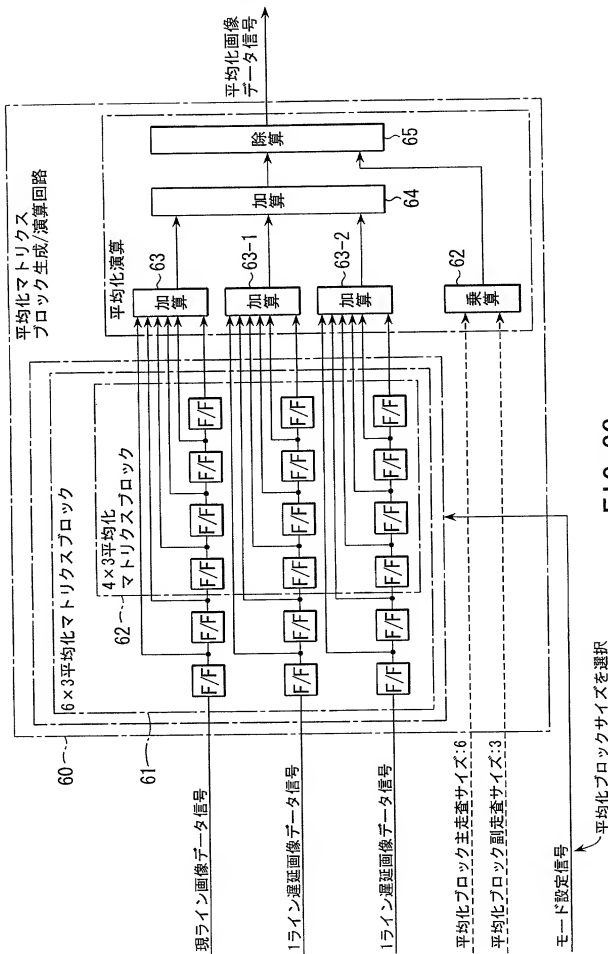 平均化マトリクス
ブロック生成/演算回路
60
6×3平均化マトリクスブロック
61
4×3平均化
マトリクスブロック
62
現ライン画像データ信号
F/F F/F F/F F/F F/F F/F
1ライン遅延画像データ信号
F/F F/F F/F F/F F/F F/F
1ライン遅延画像データ信号
F/F F/F F/F F/F F/F F/F
平均化演算
加算
63
加算
63-1
加算
63-2
乗算
62
加算
64
除算
65
平均化画像
データ信号
平均化ブロック主走査サイズ:6
平均化ブロック副走査サイズ:3
モード設定信号
平均化ブロックサイズを選択